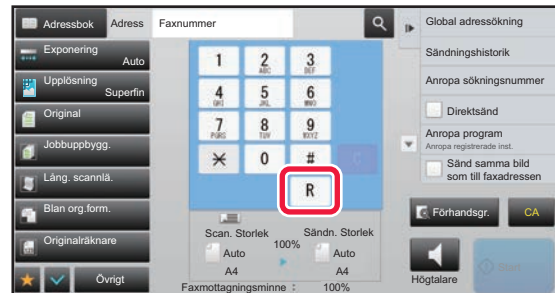 Adressbok
Adress
Faxnummer
Exponering
Auto
Upplösning
Superfin
Original
Jobbuppbygg.
Lång. scannlä.
Blan org.form.
Originalräknare
Övrigt
1
2
ABC
3
DEF
4
GHI
5
JKL
6
MNO
7
PQRS
8
TUV
9
WXYZ
0
#
C
R
Scan. Storlek
100%
Sändn. Storlek
Auto
A4
Auto
A4
Faxmottagningsminne : 100%
Global adressökning
Sändningshistorik
Anropa sökningsnummer
Direktsänd
Anropa program
Anropa registrerade inst.
Sänd samma bild
som till faxadressen
Förhandsgr.
CA
Högtalare
Start